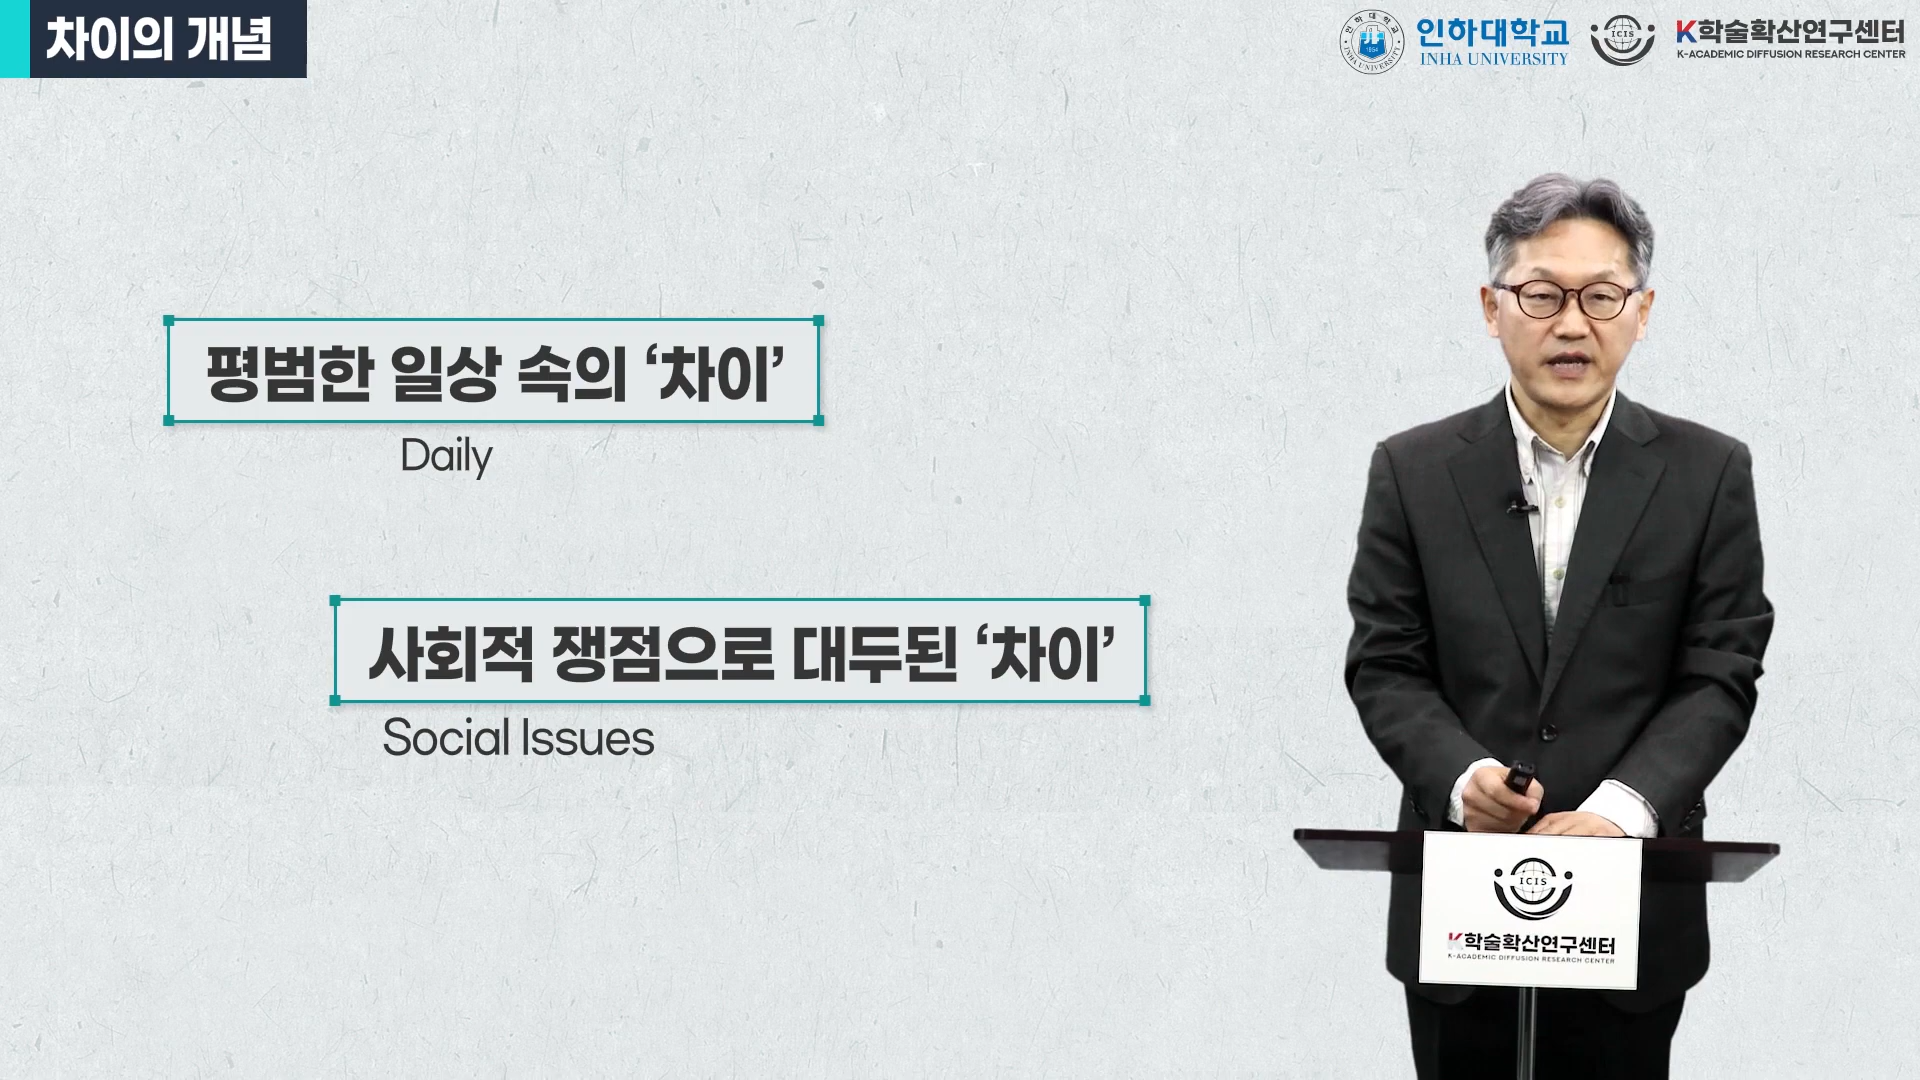 차이의 개념
인하대학교
INHA UNIVERSITY
1954
ICIS
K학술확산연구센터
K-ACADEMIC DIFFUSION RESEARCH CENTER
평범한 일상 속의 ‘차이’
Daily
사회적 쟁점으로 대두된 ‘차이’
Social Issues
ICIS
K학술확산연구센터
K-ACADEMIC DIFFUSION RESEARCH CENTER